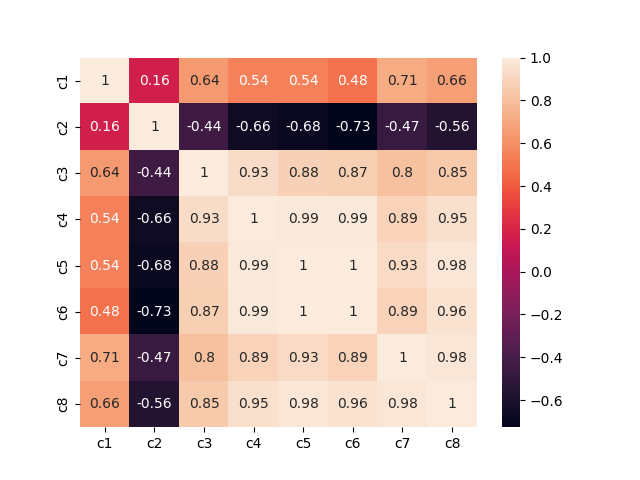 c1 1 0.16 0.64 0.54 0.54 0.48 0.71 0.66
c2 0.16 1 -0.44 -0.66 -0.68 -0.73 -0.47 -0.56
c3 0.64 -0.44 1 0.93 0.88 0.87 0.8 0.85
c4 0.54 -0.66 0.93 1 0.99 0.99 0.89 0.95
c5 0.54 -0.68 0.88 0.99 1 1 0.93 0.98
c6 0.48 -0.73 0.87 0.99 1 1 0.89 0.96
c7 0.71 -0.47 0.8 0.89 0.93 0.89 1 0.98
c8 0.66 -0.56 0.85 0.95 0.98 0.96 0.98 1
c1 c2 c3 c4 c5 c6 c7 c8
1.0
0.8
0.6
0.4
0.2
0.0
−0.2
−0.4
−0.6